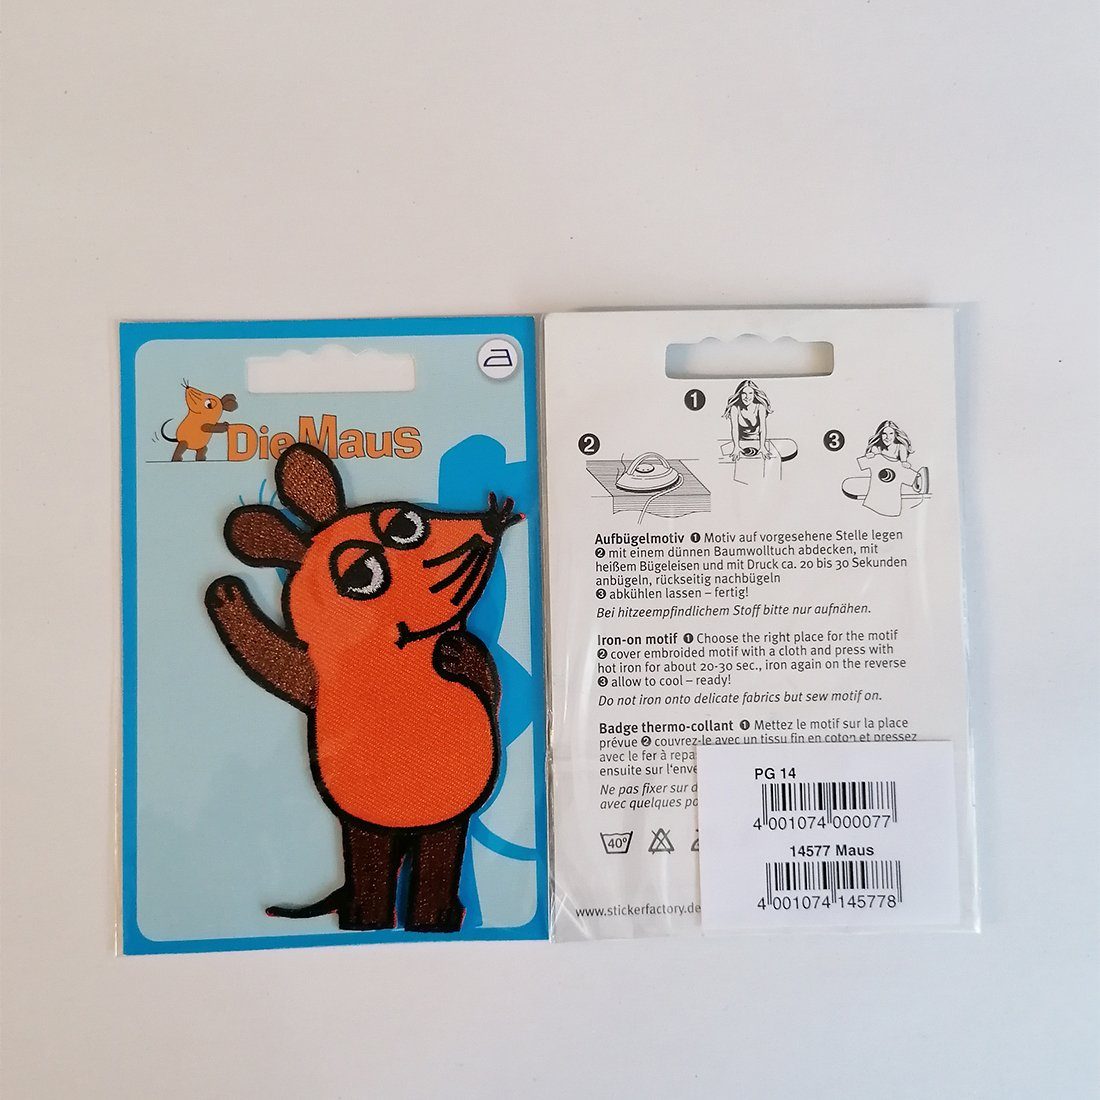 DieMaus
1
2
3
Aufbügelmotiv ❶ Motiv auf vorgesehene Stelle legen
❷ mit einem dünnen Baumwolltuch abdecken, mit
heißem Bügeleisen und mit Druck ca. 20 bis 30 Sekunden
anbügeln, rückseitig nachbügeln
❸ abkühlen lassen – fertig!
Bei hitzeempfindlichem Stoff bitte nur aufnähen.
Iron-on motif ❶ Choose the right place for the motif
❷ cover embroided motif with a cloth and press with
hot iron for about 20-30 sec., iron again on the reverse
❸ allow to cool – ready!
Do not iron onto delicate fabrics but sew motif on.
Badge thermo-collant ❶ Mettez le motif sur la place
prévue ❷ couvrez-le avec un tissu fin en coton et pressez
avec le fer à repa
ensuite sur l'enve
Ne pas fixer sur d
avec quelques po
40°
www.stickerfactory.de
PG 14
4 001074 000077
14577 Maus
4 001074 145778